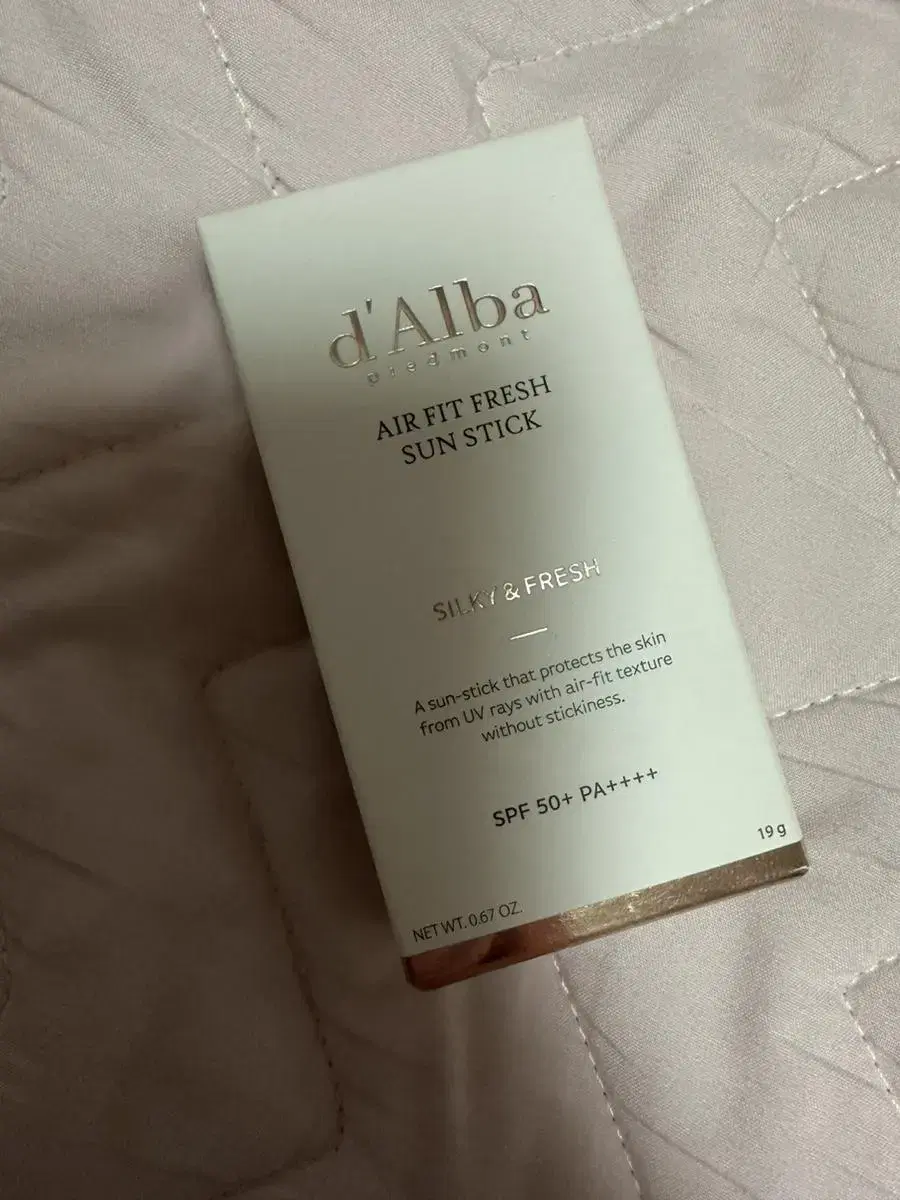 d'Alba
piedmont
AIR FIT FRESH
SUN STICK
SILKY & FRESH
A sun-stick that protects the skin
from UV rays with air-fit texture
without stickiness.
SPF 50+ PA++++
19 g
NET WT. 0.67 OZ.